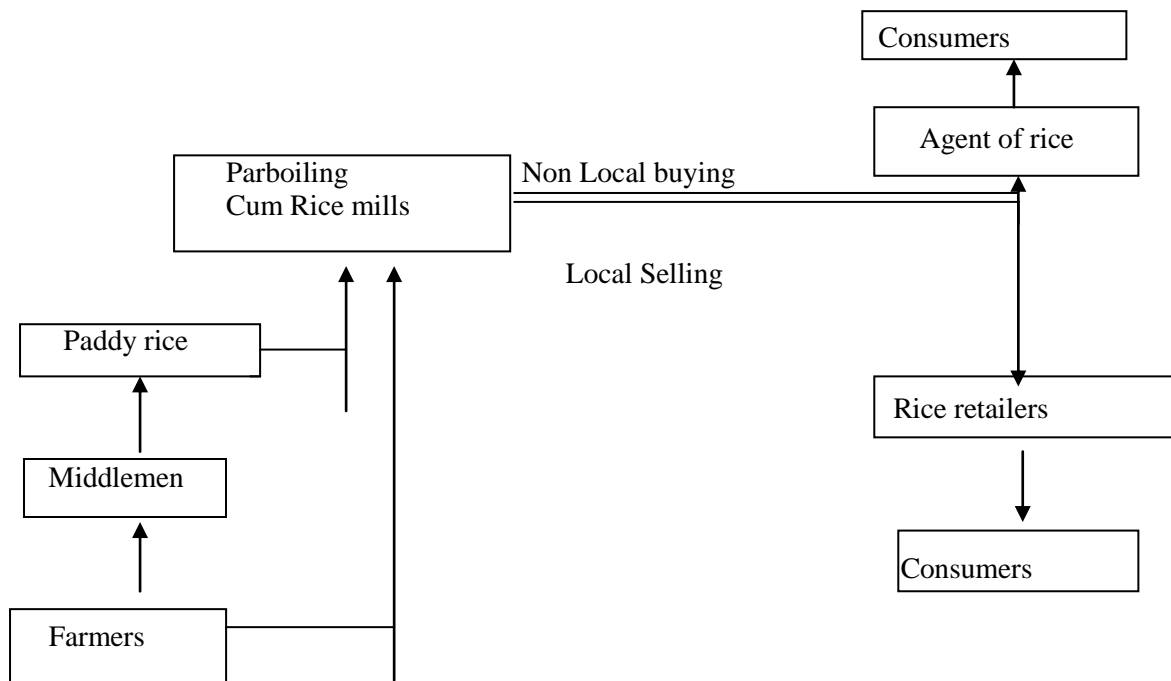 Consumers
Agent of rice
Parboiling
Cum Rice mills
Non Local buying
Local Selling
Paddy rice
Rice retailers
Middlemen
Consumers
Farmers